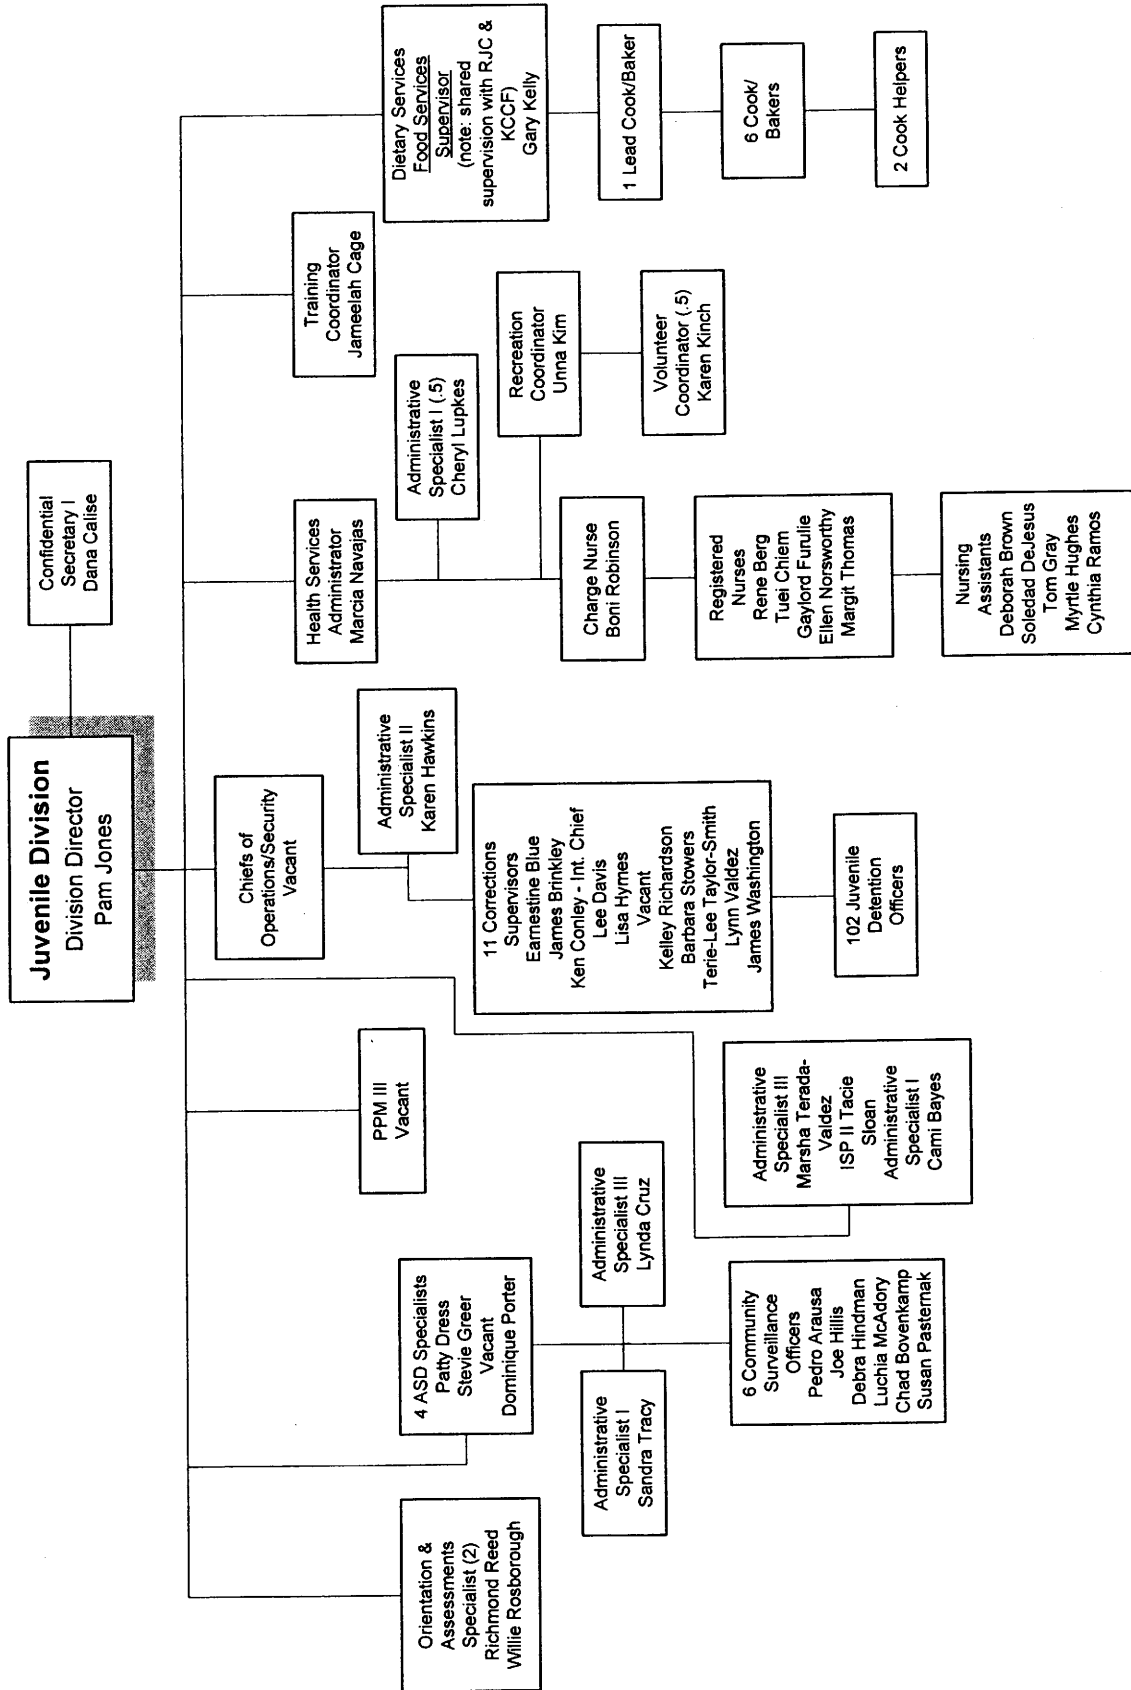 Juvenile Division
Division Director
Pam Jones
Confidential
Secretary I
Dana Calise
Orientation &
Assessments
Specialist (2)
Richmond Reed
Willie Rosborough
4 ASD Specialists
Patty Dress
Stevie Greer
Vacant
Dominique Porter
Administrative
Specialist I
Sandra Tracy
Administrative
Specialist III
Lynda Cruz
6 Community
Surveillance
Officers
Pedro Arausa
Joe Hillis
Debra Hindman
Luchia McAdory
Chad Bovenkamp
Susan Pasternak
PPM III
Vacant
Administrative
Specialist III
Marsha Terada-
Valdez
ISP II Tacie
Sloan
Administrative
Specialist I
Cami Bayes
Chiefs of
Operations/Security
Vacant
Administrative
Specialist II
Karen Hawkins
11 Corrections
Supervisors
Earnestine Blue
James Brinkley
Ken Conley - Int. Chief
Lee Davis
Lisa Hymes
Vacant
Kelley Richardson
Barbara Stowers
Terie-Lee Taylor-Smith
Lynn Valdez
James Washington
102 Juvenile
Detention
Officers
Health Services
Administrator
Marcia Navajas
Administrative
Specialist I (.5)
Cheryl Lupkes
Recreation
Coordinator
Unna Kim
Volunteer
Coordinator (.5)
Karen Kinch
Charge Nurse
Boni Robinson
Registered
Nurses
Rene Berg
Tuei Chiem
Gaylord Furulie
Ellen Norsworthy
Margit Thomas
Nursing
Assistants
Deborah Brown
Soledad DeJesus
Tom Gray
Myrtle Hughes
Cynthia Ramos
Training
Coordinator
Jameelah Cage
Dietary Services
Food Services
Supervisor
(note: shared
supervision with RJC &
KCCF)
Gary Kelly
1 Lead Cook/Baker
6 Cook/
Bakers
2 Cook Helpers